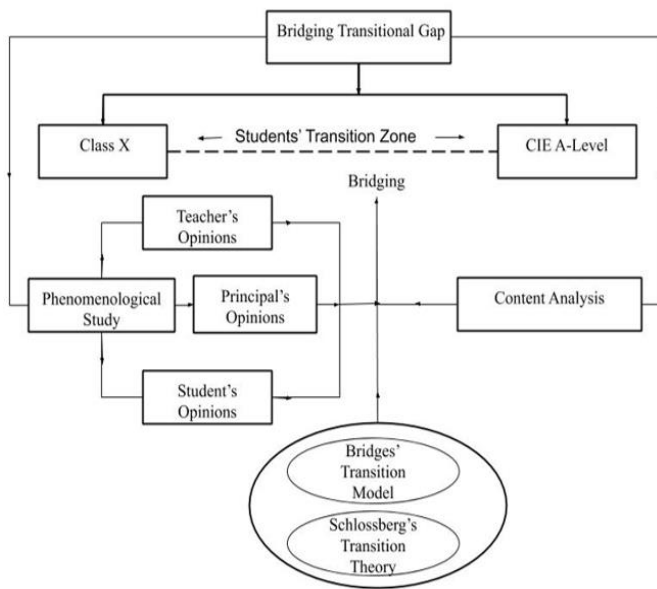 Bridging Transitional Gap
Class X
Students' Transition Zone
CIE A-Level
Bridging
Teacher's
Opinions
Phenomenological
Study
Principal's
Opinions
Content Analysis
Student's
Opinions
Bridges'
Transition
Model
Schlossberg's
Transition
Theory